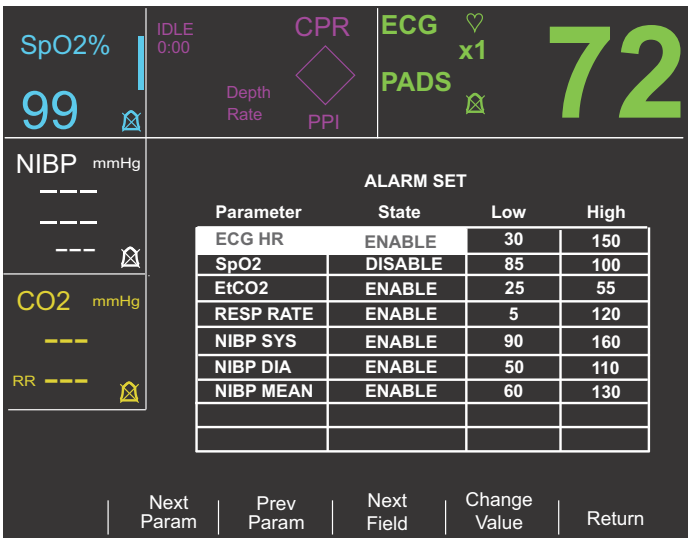 SpO2%
99
IDLE
0:00
CPR
Depth
Rate
PPI
ECG
x1
PADS
72
NIBP mmHg
---
---
---
CO2 mmHg
---
RR ---
ALARM SET
Parameter State Low High
ECG HR ENABLE 30 150
SpO2 DISABLE 85 100
EtCO2 ENABLE 25 55
RESP RATE ENABLE 5 120
NIBP SYS ENABLE 90 160
NIBP DIA ENABLE 50 110
NIBP MEAN ENABLE 60 130
Next Param
Prev Param
Next Field
Change Value
Return